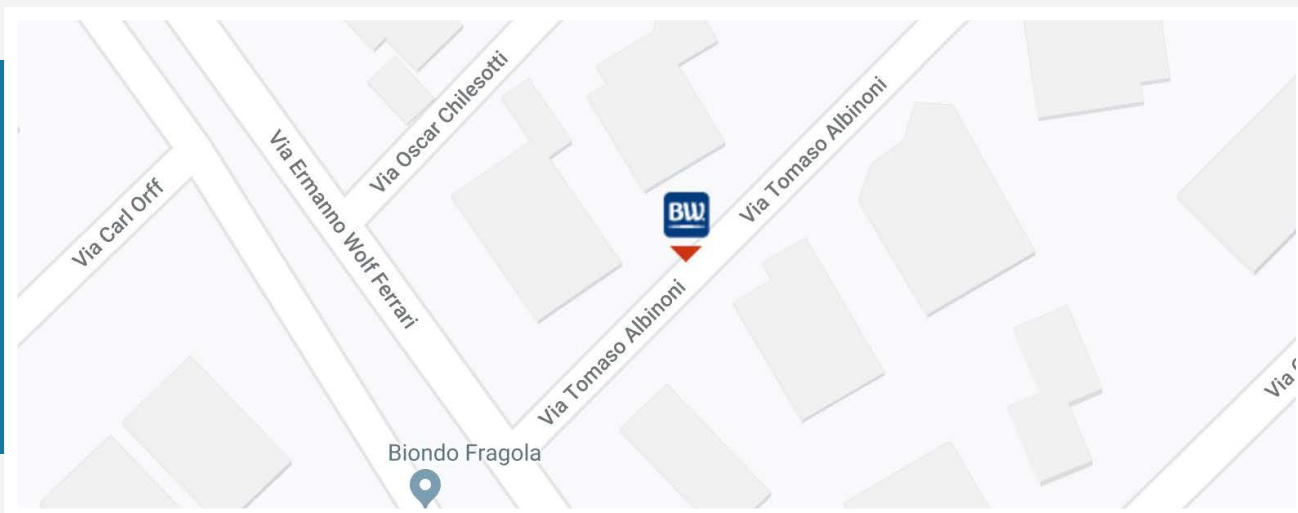 Via Oscar Chilesotti
Via Tomaso Albinoni
Via Ermanno Wolf Ferrari
Via Carl Orff
BW
Via Tomaso Albinoni
Via
Biondo Fragola